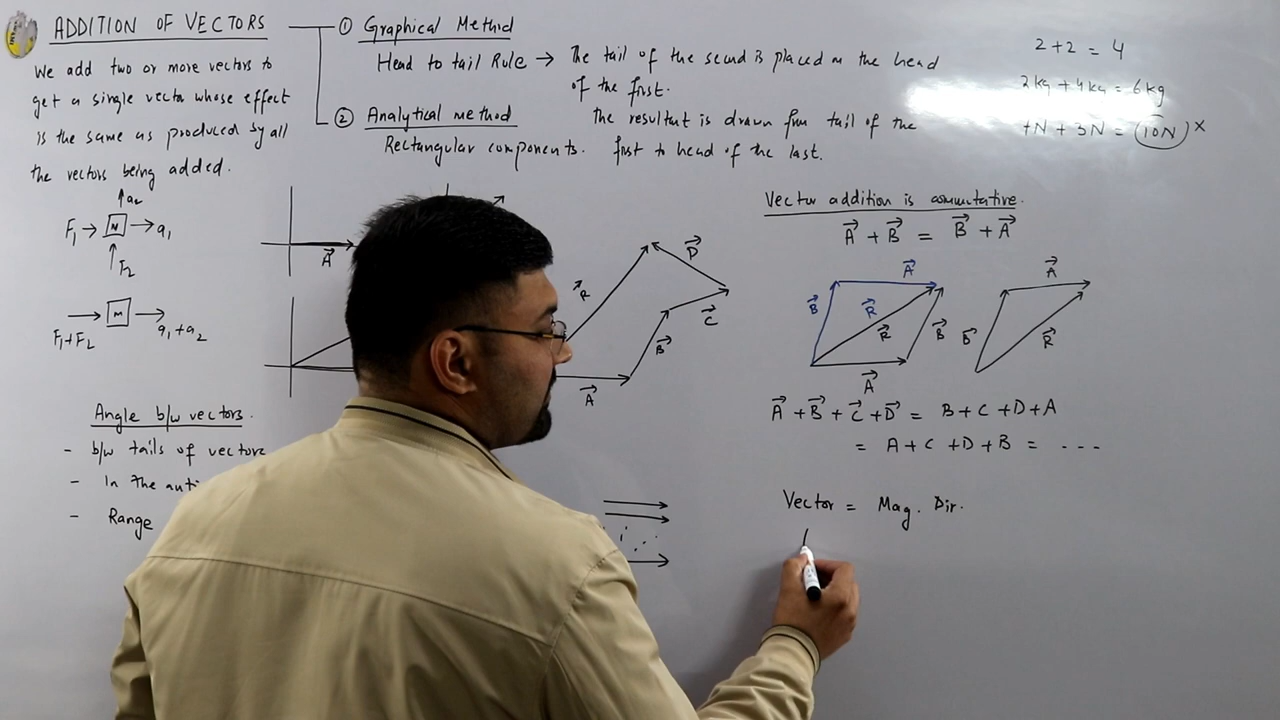 ADDITION OF VECTORS
We add two or more vectors to
get a single vector whose effect
is the same as produced by all
the vectors being added.
① Graphical Method
Head to tail Rule → The tail of the second is placed on the head
of the first.
The resultant is drawn from tail of the
first to head of the last.
② Analytical method
Rectangular components.
2+2 = 4
2kg + 4kg = 6kg
+N + 3N = 10N ×
a₂
F₁ → M → a₁
F₂
M
F₁+F₂
a₁+a₂
Angle b/w vectors.
- b/w tails of vectors
- In the anti
- Range
A⃗
R⃗
D⃗
C⃗
B⃗
A⃗
Vector addition is commutative.
A⃗ + B⃗ = B⃗ + A⃗
A⃗
B⃗
R⃗
R⃗
B⃗
A⃗
A⃗
B⃗
R⃗
A⃗ + B⃗ + C⃗ + D⃗ = B + C + D + A
= A + C + D + B = - - -
Vector = Mag. Dir.